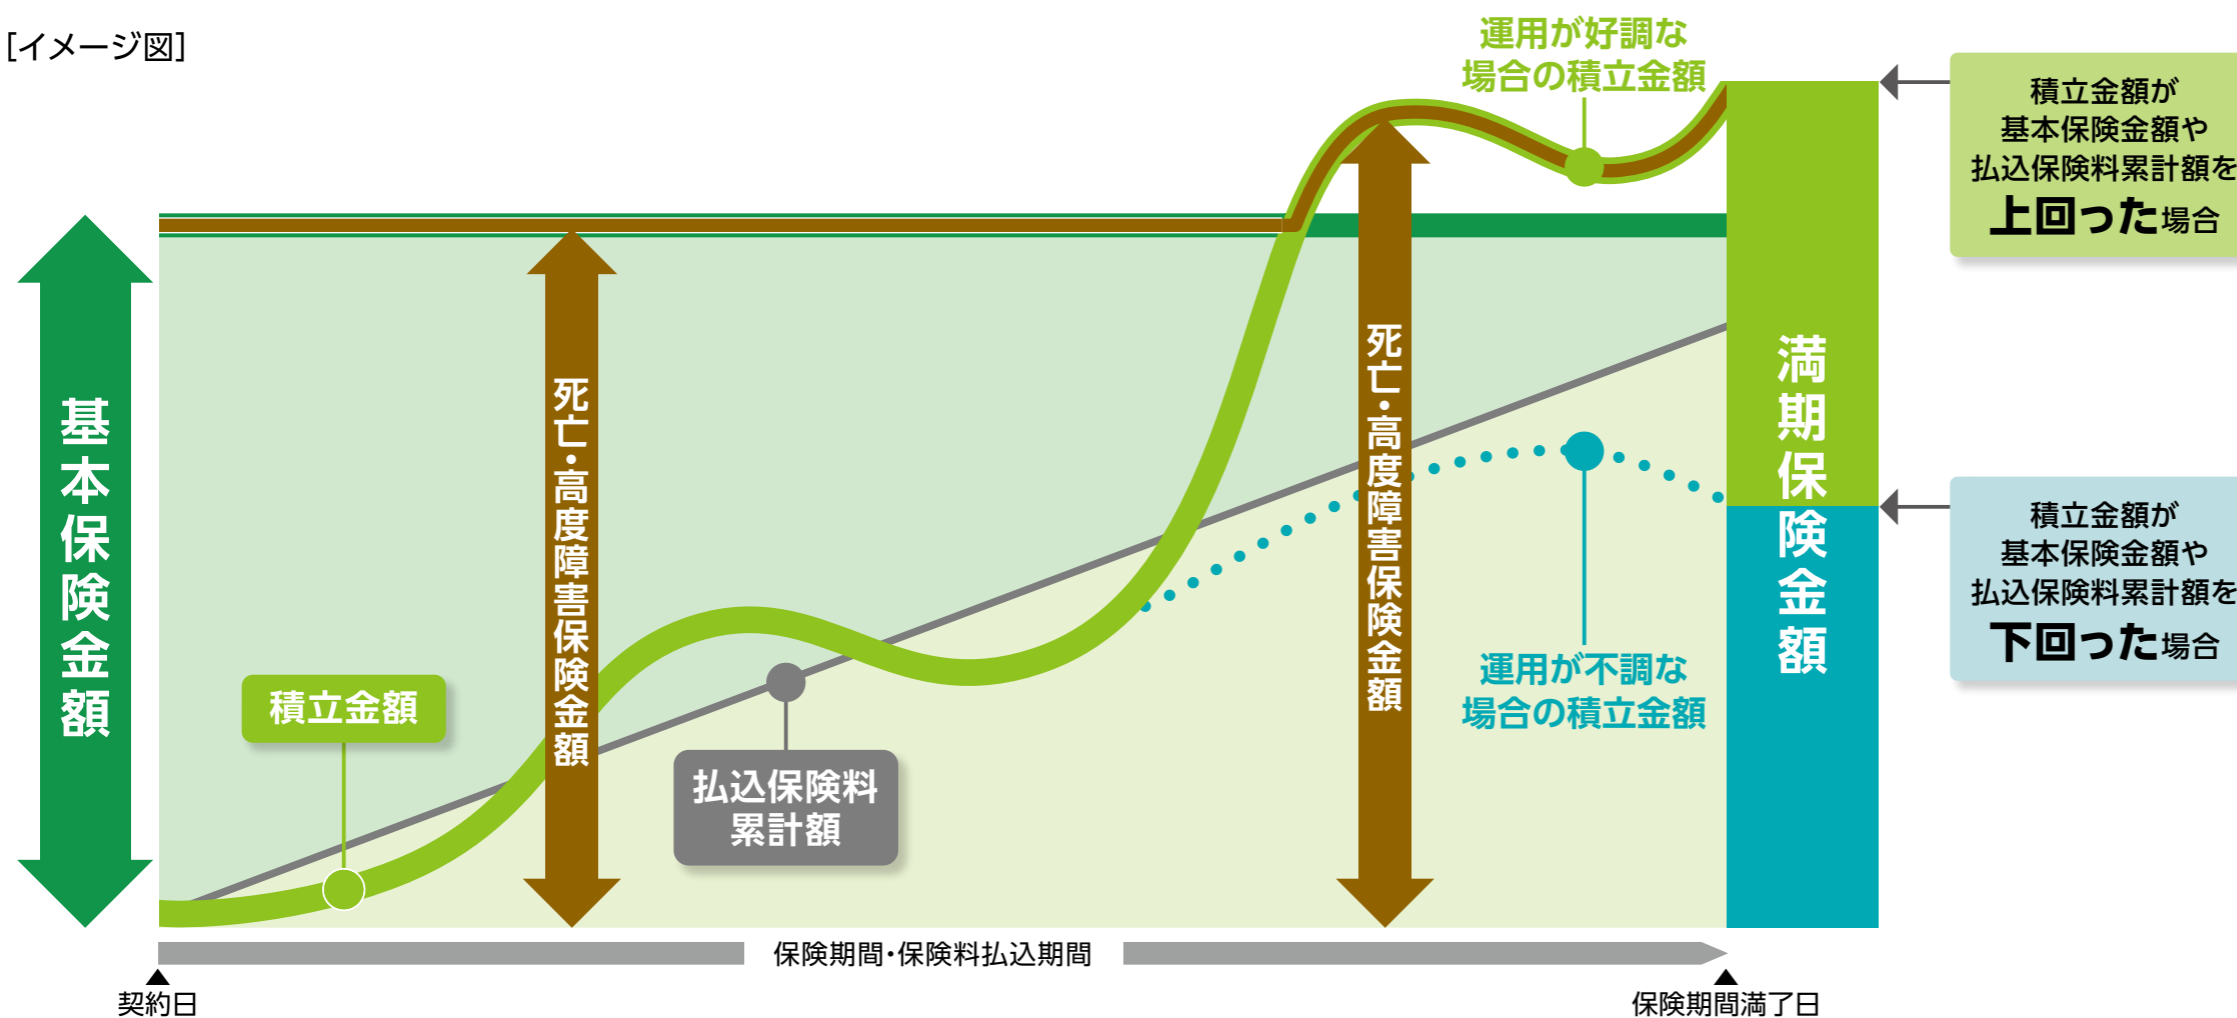 [イメージ図]
運用が好調な
場合の積立金額
積立金額が
基本保険金額や
払込保険料累計額を
上回った場合
基本保険金額
死亡・高度障害保険金額
死亡・高度障害保険金額
満期保険金額
積立金額
払込保険料
累計額
運用が不調な
場合の積立金額
積立金額が
基本保険金額や
払込保険料累計額を
下回った場合
保険期間・保険料払込期間
契約日
保険期間満了日